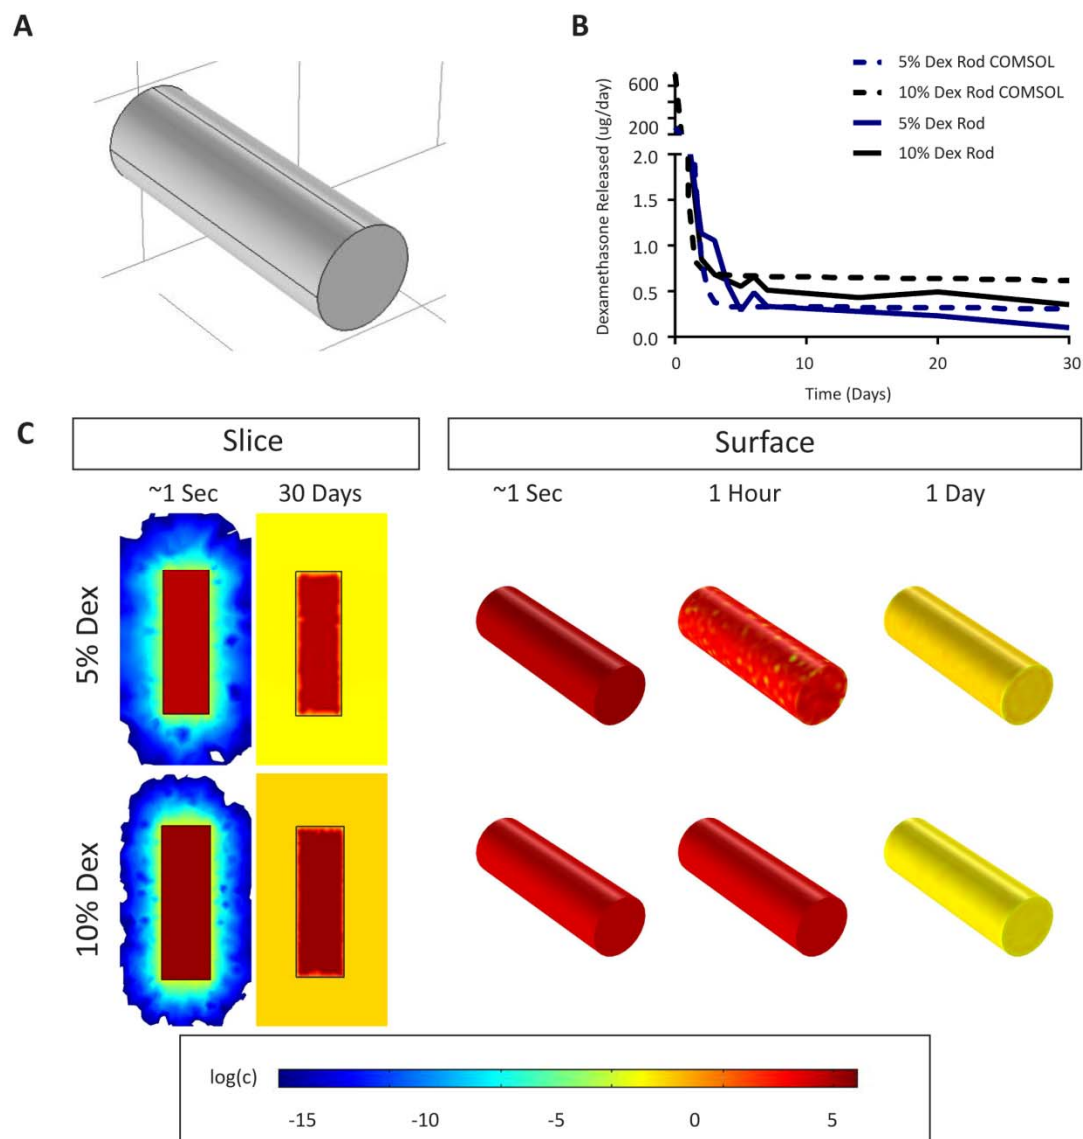 A
B
5% Dex Rod COMSOL
10% Dex Rod COMSOL
5% Dex Rod
10% Dex Rod
Dexamethasone Released (ug/day)
600
200
2.0
1.5
1.0
0.5
0.0
0 10 20 30
Time (Days)
C
Slice
Surface
~1 Sec 30 Days ~1 Sec 1 Hour 1 Day
5% Dex
10% Dex
log(c)
-15 -10 -5 0 5